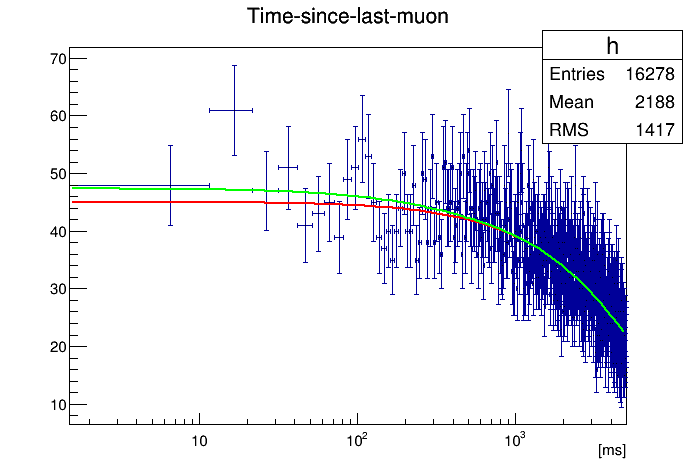 Time-since-last-muon
h
Entries 16278
Mean 2188
RMS 1417
70
60
50
40
30
20
10
10 10² 10³
[ms]